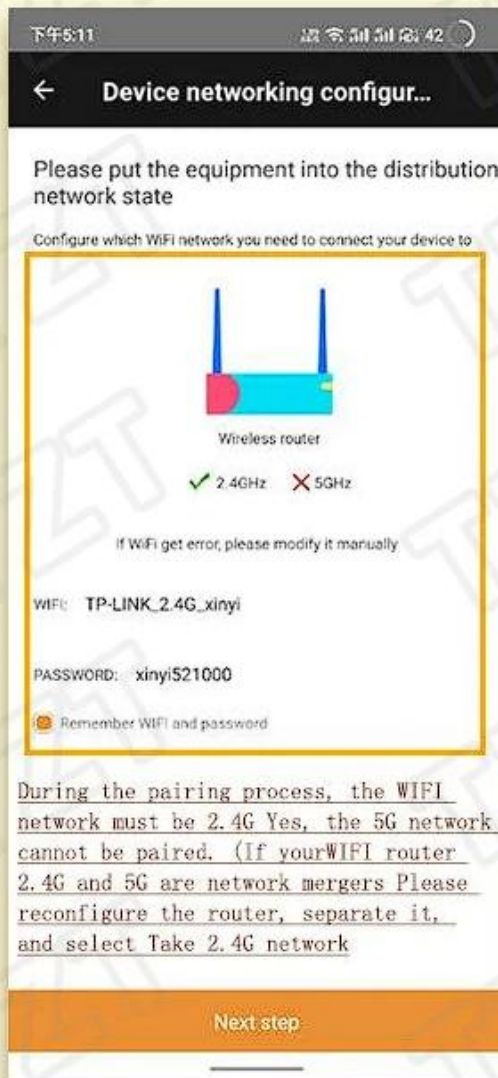 下午5:11
42
Device networking configur...
Please put the equipment into the distribution
network state
Configure which WiFi network you need to connect your device to
Wireless router
2.4GHz 5GHz
If WiFi get error, please modify it manually
WIFI: TP-LINK_2.4G_xinyi
PASSWORD: xinyi521000
Remember WIFI and password
During the pairing process, the WIFI
network must be 2.4G Yes, the 5G network
cannot be paired. (If yourWIFI router
2.4G and 5G are network mergers Please
reconfigure the router, separate it,
and select Take 2.4G network
Next step